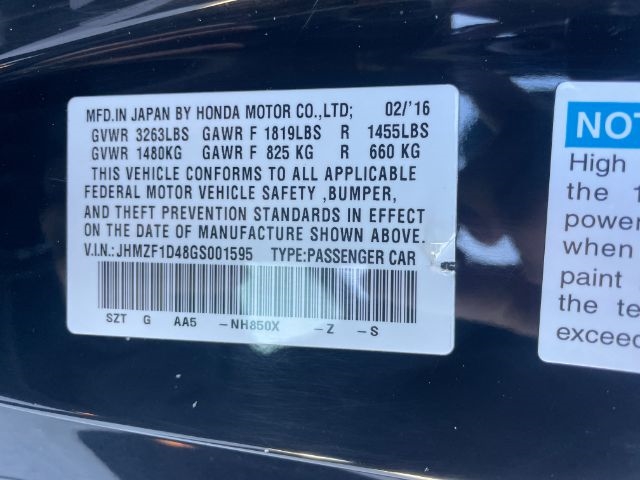 MFD.IN JAPAN BY HONDA MOTOR CO.,LTD; 02/'16
GVWR 3263LBS GAWR F 1819LBS R 1455LBS
GVWR 1480KG GAWR F 825 KG R 660 KG
THIS VEHICLE CONFORMS TO ALL APPLICABLE
FEDERAL MOTOR VEHICLE SAFETY ,BUMPER,
AND THEFT PREVENTION STANDARDS IN EFFECT
ON THE DATE OF MANUFACTURE SHOWN ABOVE.
V.I.N.:JHMZF1D48GS001595 TYPE:PASSENGER CAR
SZT G AA5 -NH850X -Z -S
NOT
High
the 1
power
when
paint
the te
exceed